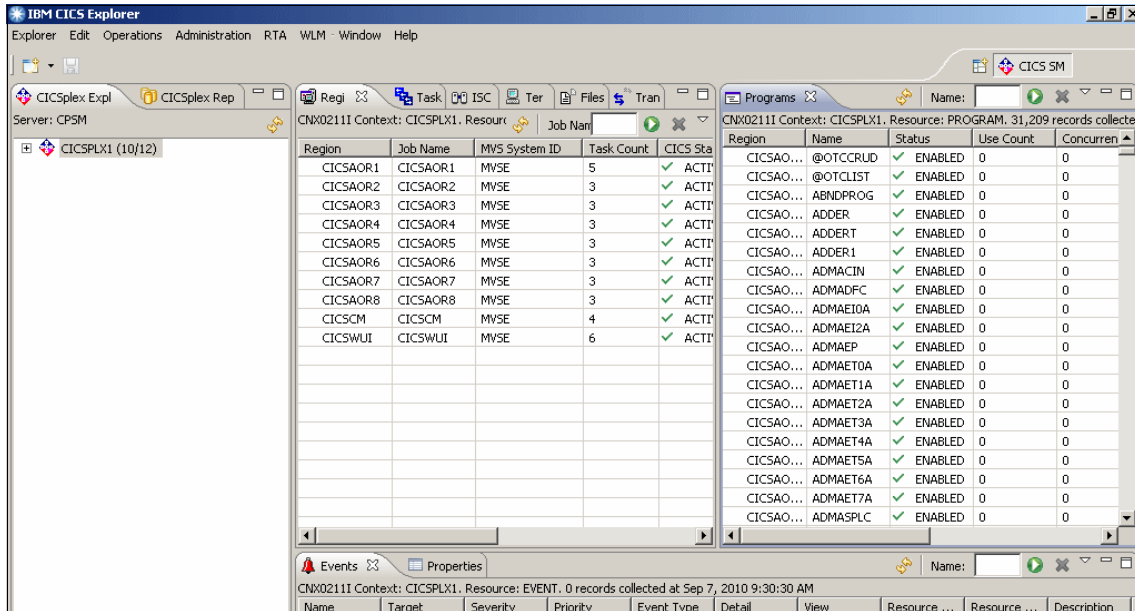 IBM CICS Explorer
Explorer Edit Operations Administration RTA WLM Window Help
CICS SM
CICSplex Expl CICSplex Rep
Server: CPSM
CICSPLX1 (10/12)
Regi Task ISC Ter Files Tran
CNX0211I Context: CICSPLX1. Resourc Job Nam
Region Job Name MVS System ID Task Count CICS Sta
CICSAOR1 CICSAOR1 MVSE 5 ACTI
CICSAOR2 CICSAOR2 MVSE 3 ACTI
CICSAOR3 CICSAOR3 MVSE 3 ACTI
CICSAOR4 CICSAOR4 MVSE 3 ACTI
CICSAOR5 CICSAOR5 MVSE 3 ACTI
CICSAOR6 CICSAOR6 MVSE 3 ACTI
CICSAOR7 CICSAOR7 MVSE 3 ACTI
CICSAOR8 CICSAOR8 MVSE 3 ACTI
CICSCM CICSCM MVSE 4 ACTI
CICSWUI CICSWUI MVSE 6 ACTI
Programs Name:
CNX0211I Context: CICSPLX1. Resource: PROGRAM. 31,209 records collecte
Region Name Status Use Count Concurren
CICSAO... @OTCCRUD ENABLED 0 0
CICSAO... @OTCLIST ENABLED 0 0
CICSAO... ABNDPROG ENABLED 0 0
CICSAO... ADDER ENABLED 0 0
CICSAO... ADDERT ENABLED 0 0
CICSAO... ADDER1 ENABLED 0 0
CICSAO... ADMACIN ENABLED 0 0
CICSAO... ADMADFC ENABLED 0 0
CICSAO... ADMAEI0A ENABLED 0 0
CICSAO... ADMAEI2A ENABLED 0 0
CICSAO... ADMAEP ENABLED 0 0
CICSAO... ADMAET0A ENABLED 0 0
CICSAO... ADMAET1A ENABLED 0 0
CICSAO... ADMAET2A ENABLED 0 0
CICSAO... ADMAET3A ENABLED 0 0
CICSAO... ADMAET4A ENABLED 0 0
CICSAO... ADMAET5A ENABLED 0 0
CICSAO... ADMAET6A ENABLED 0 0
CICSAO... ADMAET7A ENABLED 0 0
CICSAO... ADMASPLC ENABLED 0 0
Events Properties Name:
CNX0211I Context: CICSPLX1. Resource: EVENT. 0 records collected at Sep 7, 2010 9:30:30 AM
Name Target Severity Priority Event Type Detail View Resource ... Resource ... Description